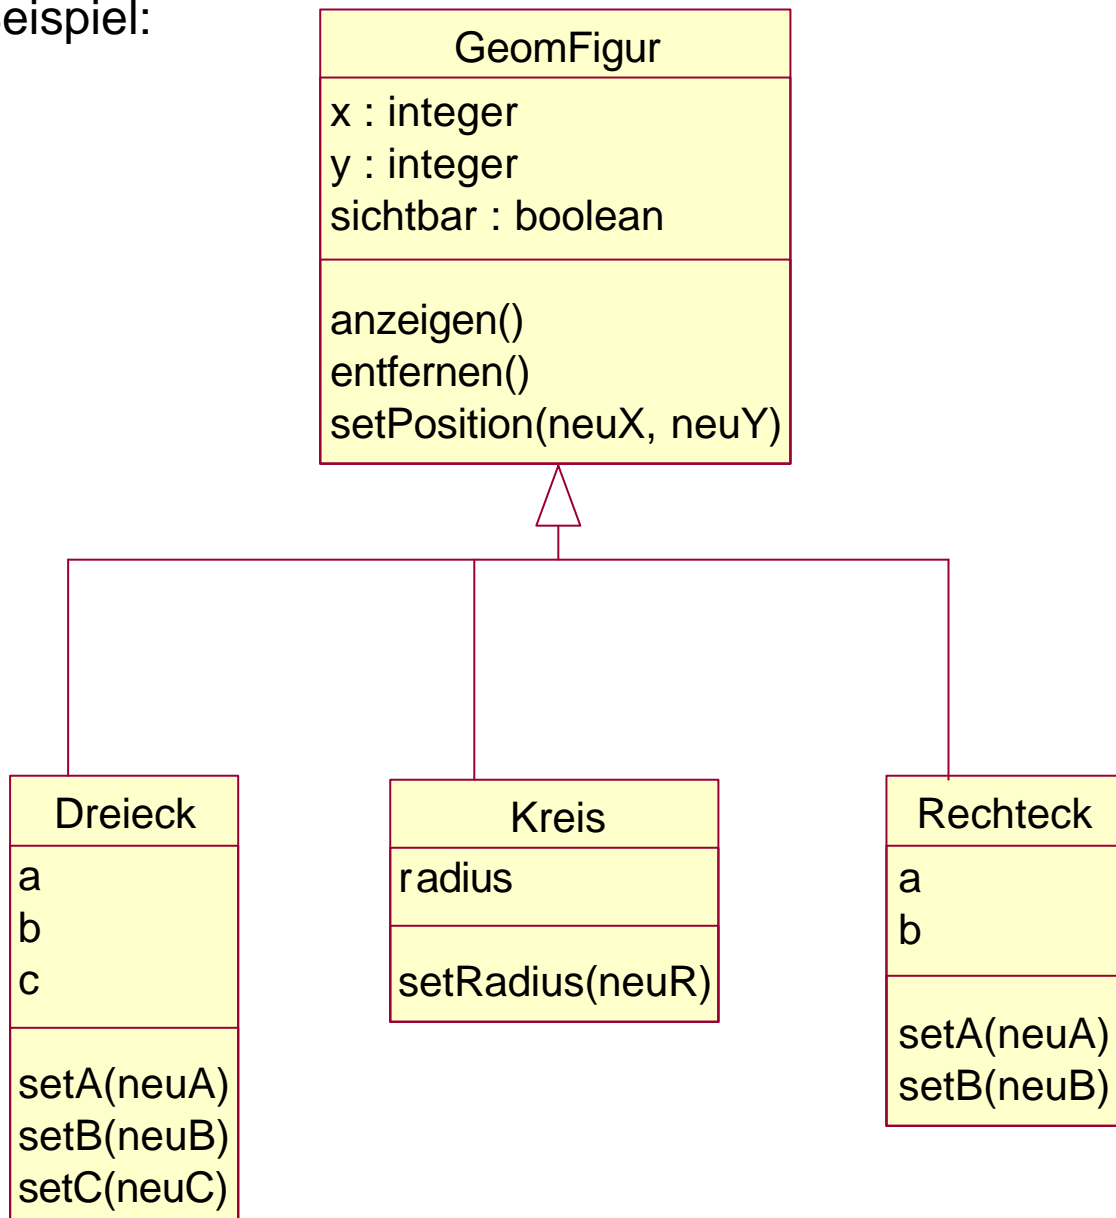 eispiel:
GeomFigur
x : integer
y : integer
sichtbar : boolean
anzeigen()
entfernen()
setPosition(neuX, neuY)
Dreieck
a
b
c
setA(neuA)
setB(neuB)
setC(neuC)
Kreis
radius
setRadius(neuR)
Rechteck
a
b
setA(neuA)
setB(neuB)